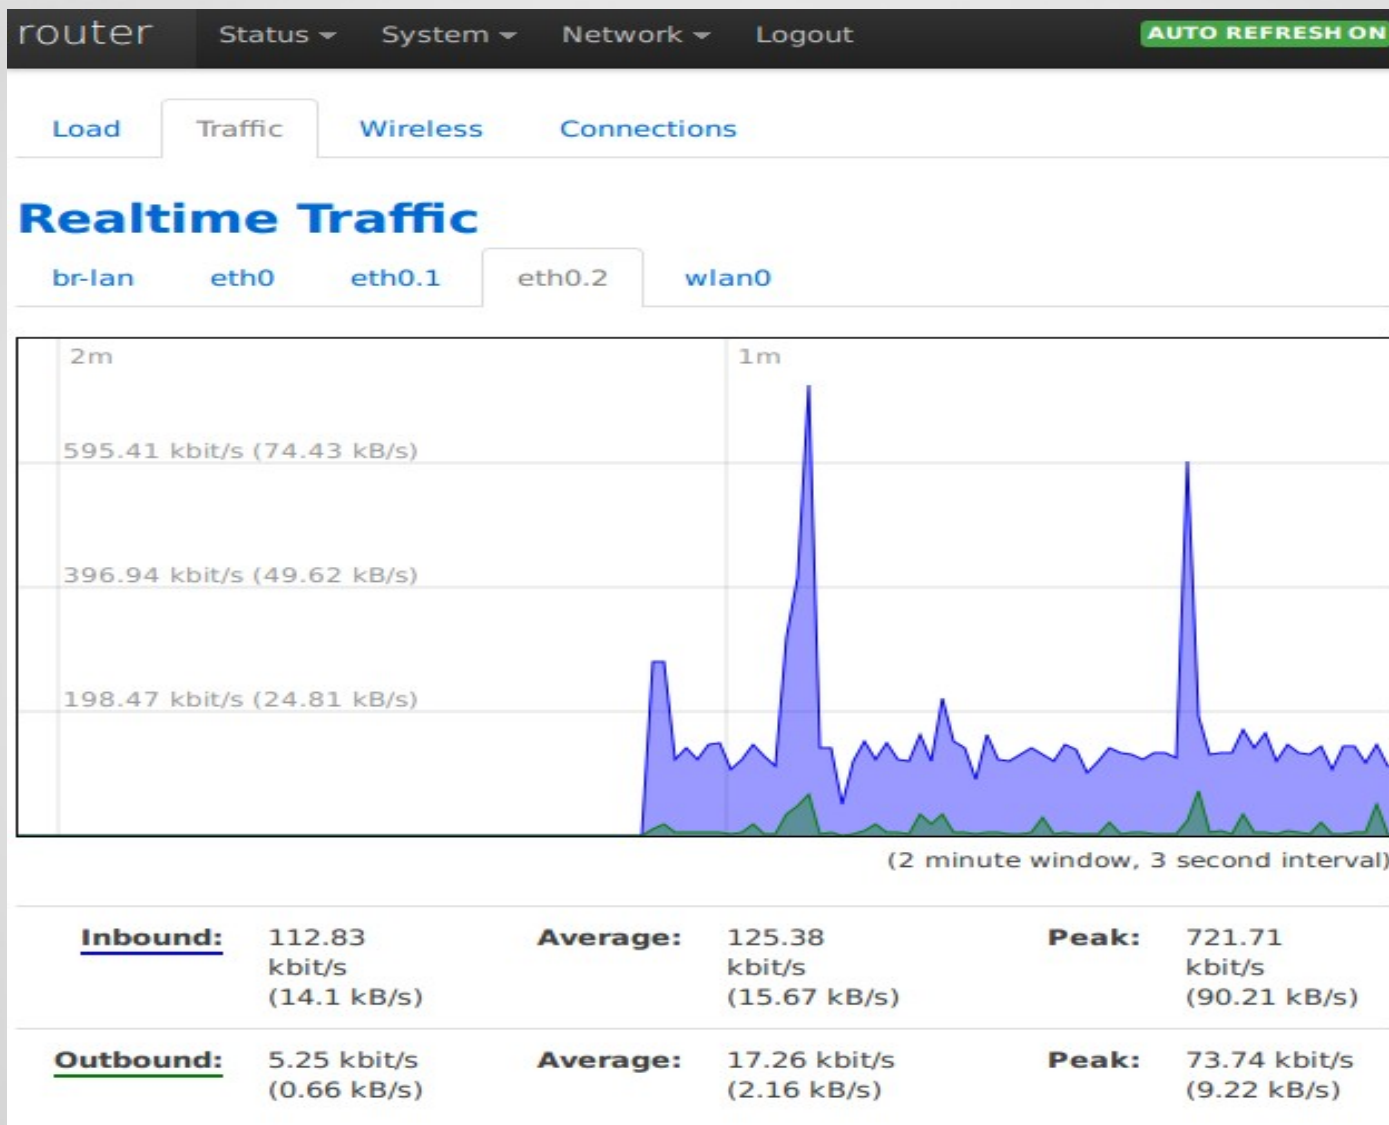 router Status System Network Logout AUTO REFRESH ON
Load Traffic Wireless Connections
Realtime Traffic
br-lan eth0 eth0.1 eth0.2 wlan0
2m 1m
595.41 kbit/s (74.43 kB/s)
396.94 kbit/s (49.62 kB/s)
198.47 kbit/s (24.81 kB/s)
(2 minute window, 3 second interval)
Inbound: 112.83 Average: 125.38 Peak: 721.71
kbit/s kbit/s kbit/s
(14.1 kB/s) (15.67 kB/s) (90.21 kB/s)
Outbound: 5.25 kbit/s Average: 17.26 kbit/s Peak: 73.74 kbit/s
(0.66 kB/s) (2.16 kB/s) (9.22 kB/s)